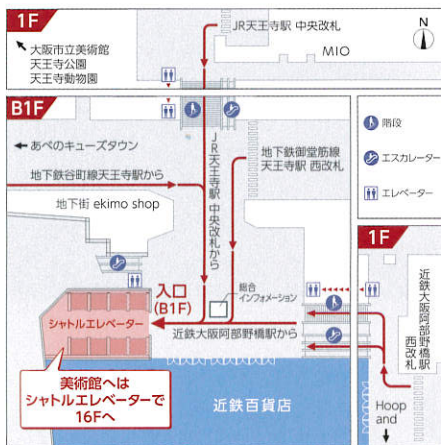 1F
JR天王寺駅 中央改札
MIO
N
大阪市立美術館
天王寺公園
天王寺動物園
B1F
あべのキューズタウン
地下鉄谷町線天王寺駅から
地下街 ekimo shop
JR天王寺駅 中央改札から
地下鉄御堂筋線
天王寺駅 西改札
階段
エスカレーター
エレベーター
1F
近鉄大阪阿部野橋駅
西改札
入口
(B1F)
総合
インフォメーション
シャトルエレベーター
近鉄大阪阿部野橋駅から
美術館へは
シャトルエレベーターで
16Fへ
近鉄百貨店
Hoop
and